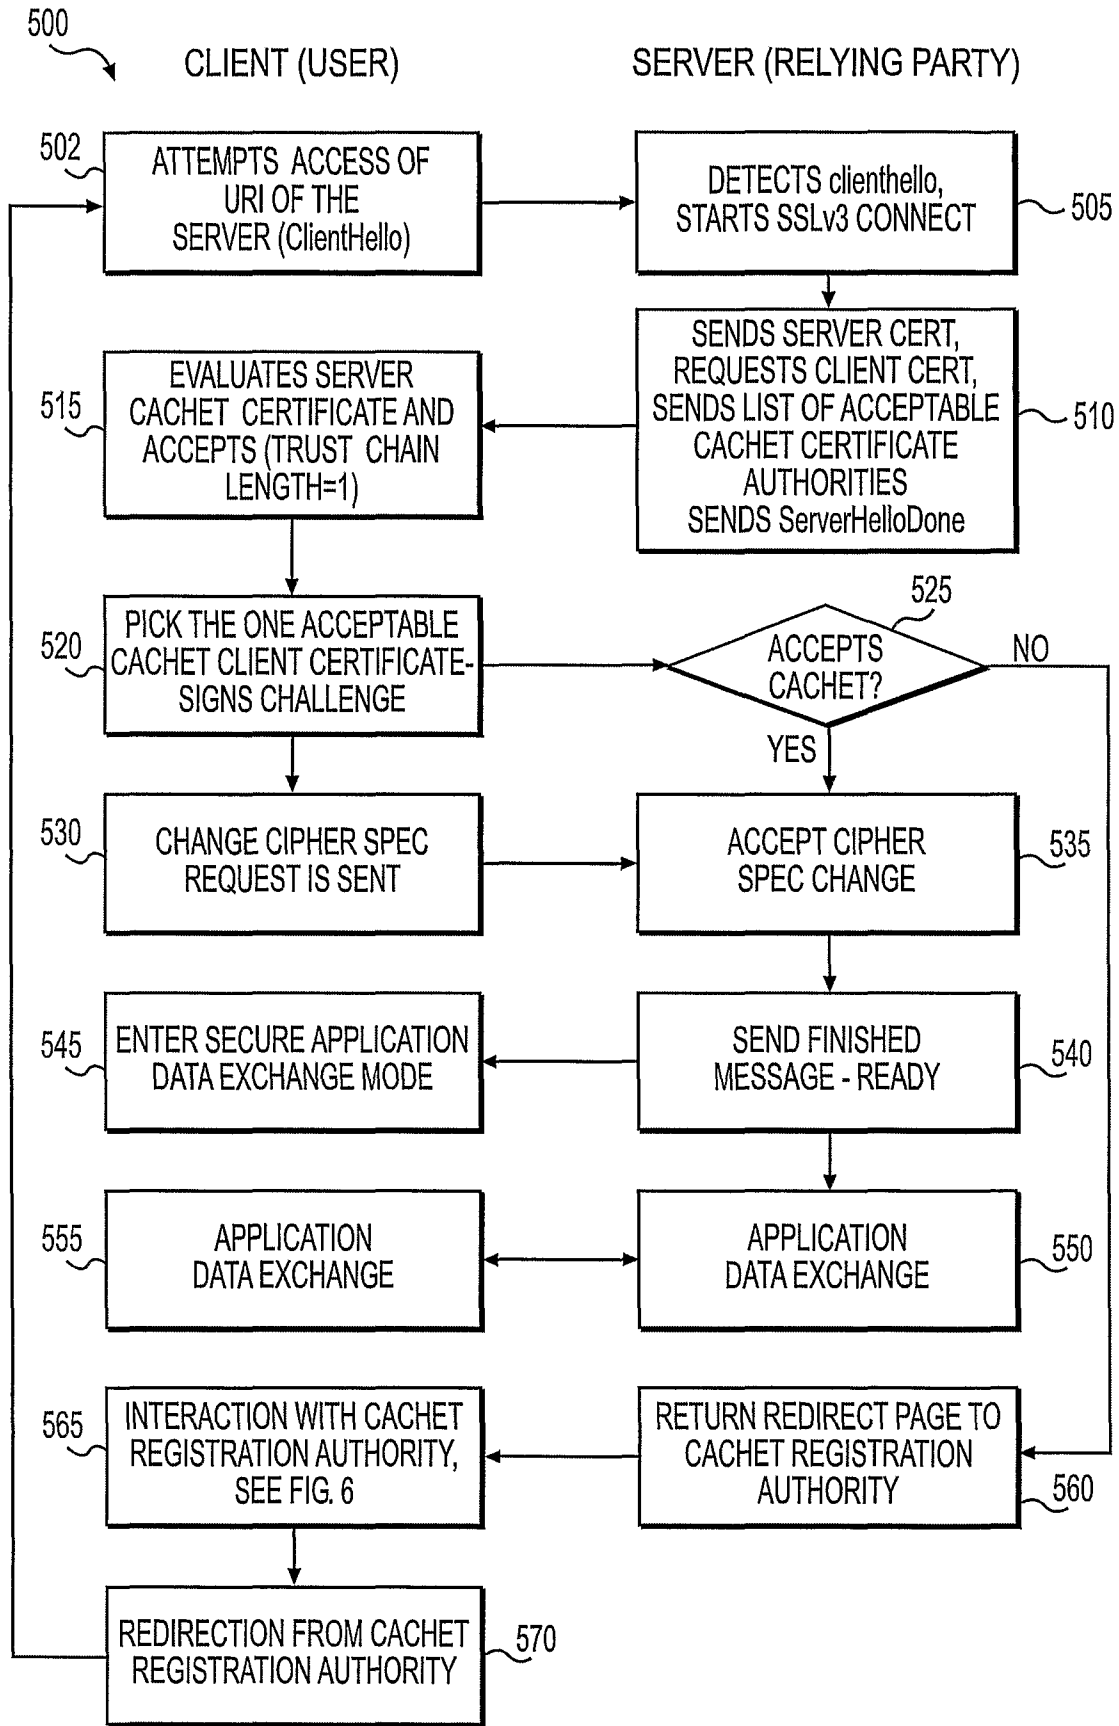 500
CLIENT (USER)
SERVER (RELYING PARTY)
502
ATTEMPTS ACCESS OF
URI OF THE
SERVER (ClientHello)
DETECTS clienthello,
STARTS SSLv3 CONNECT
505
515
EVALUATES SERVER
CACHET CERTIFICATE AND
ACCEPTS (TRUST CHAIN
LENGTH=1)
SENDS SERVER CERT,
REQUESTS CLIENT CERT,
SENDS LIST OF ACCEPTABLE
CACHET CERTIFICATE
AUTHORITIES
SENDS ServerHelloDone
510
520
PICK THE ONE ACCEPTABLE
CACHET CLIENT CERTIFICATE-
SIGNS CHALLENGE
525
ACCEPTS
CACHET?
NO
YES
530
CHANGE CIPHER SPEC
REQUEST IS SENT
ACCEPT CIPHER
SPEC CHANGE
535
545
ENTER SECURE APPLICATION
DATA EXCHANGE MODE
SEND FINISHED
MESSAGE - READY
540
555
APPLICATION
DATA EXCHANGE
APPLICATION
DATA EXCHANGE
550
565
INTERACTION WITH CACHET
REGISTRATION AUTHORITY,
SEE FIG. 6
RETURN REDIRECT PAGE TO
CACHET REGISTRATION
AUTHORITY
560
REDIRECTION FROM CACHET
REGISTRATION AUTHORITY
570